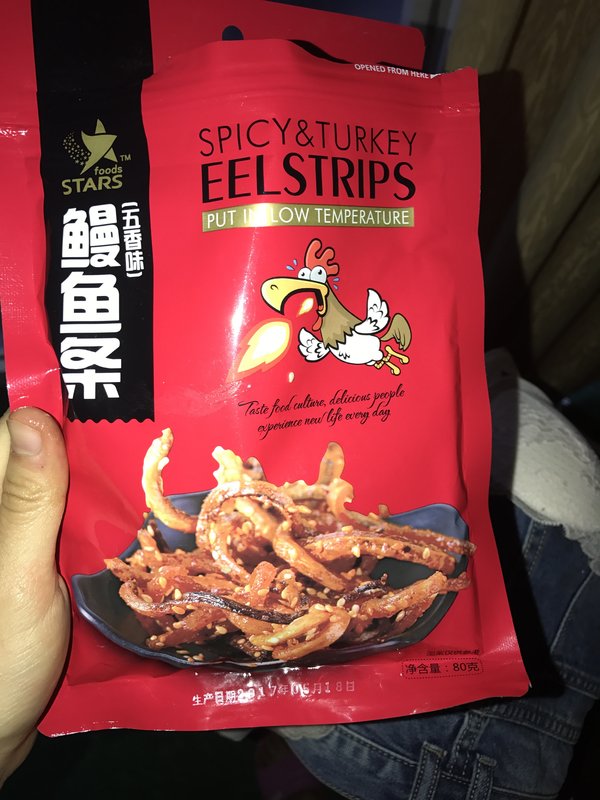 OPENED FROM HERE
SPICY&TURKEY
EELSTRIPS
PUT IN LOW TEMPERATURE
foods TM
STARS
鳗鱼条
(五香味)
Taste food culture, delicious people
experience new life every day
净含量:80克
生产日期2017年05月18日